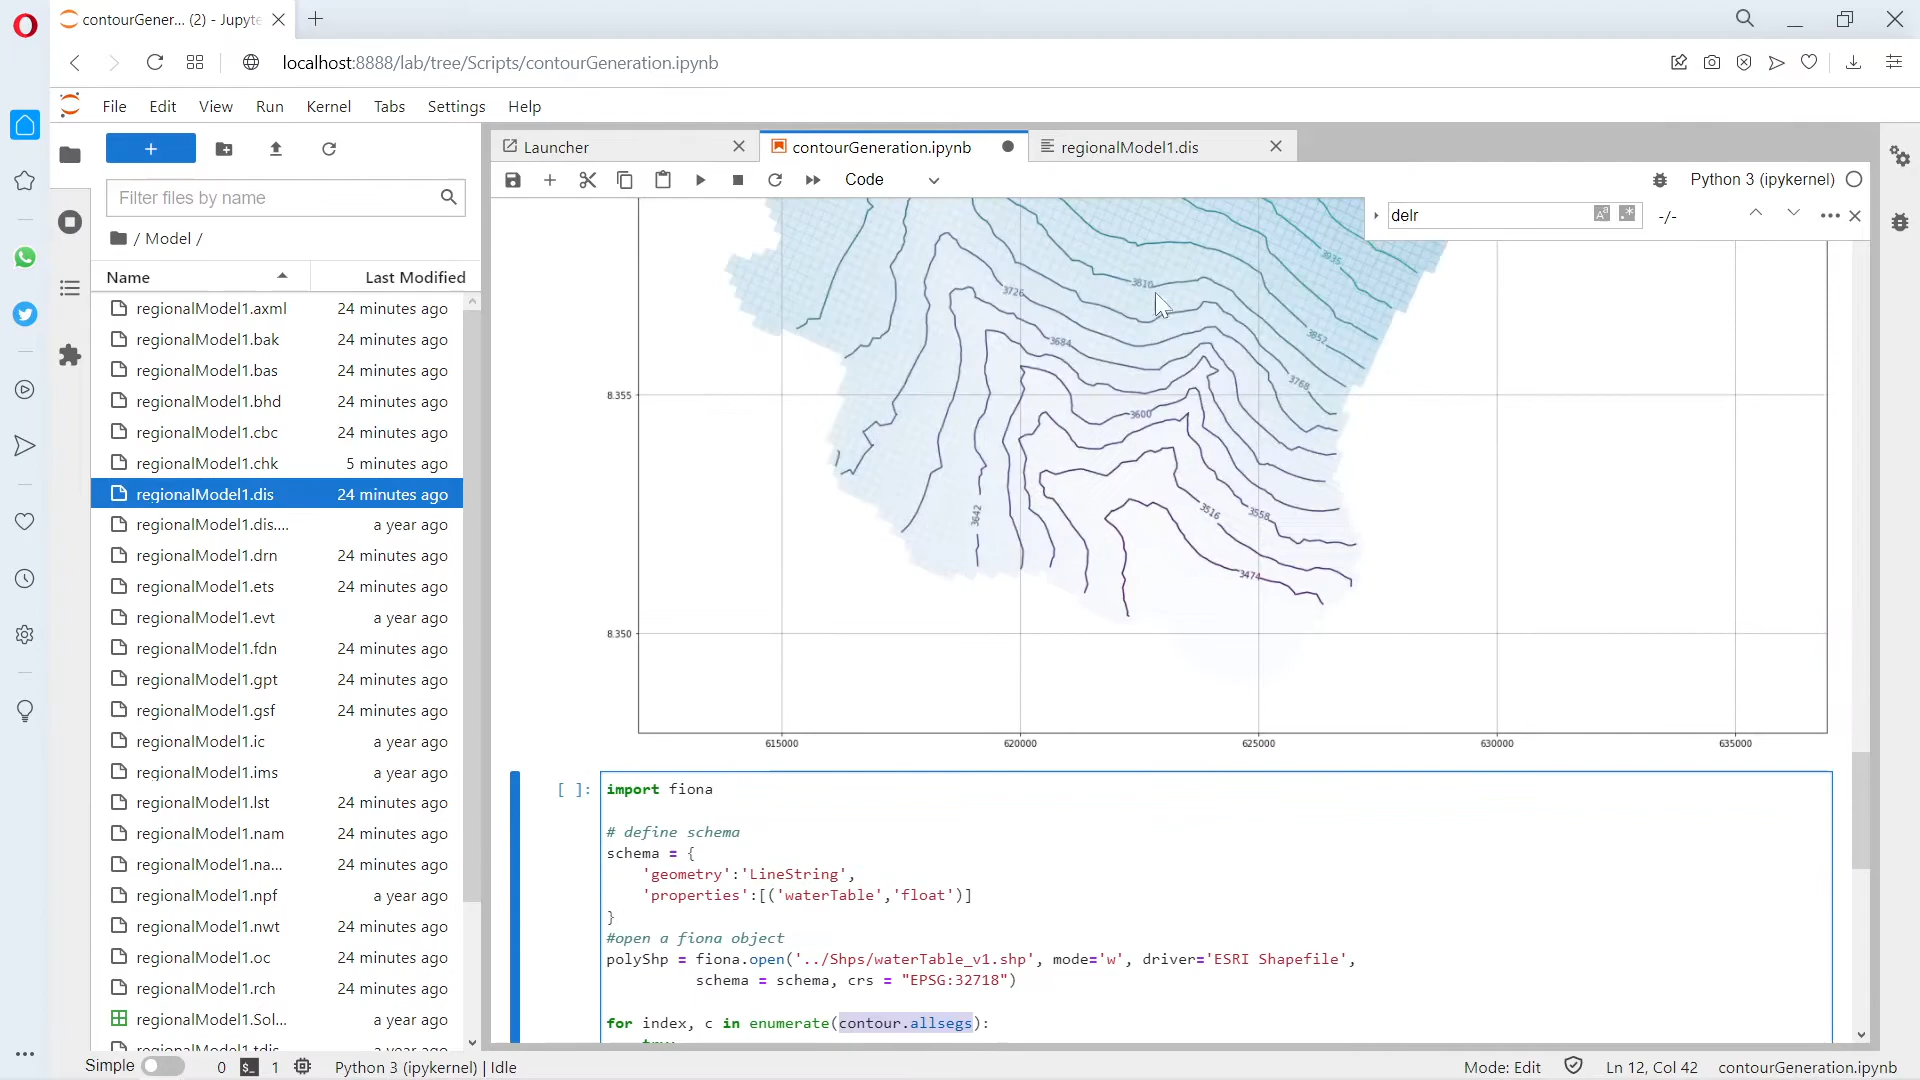 contourGener... (2) - Jupyte
localhost:8888/lab/tree/Scripts/contourGeneration.ipynb
File Edit View Run Kernel Tabs Settings Help
Launcher
contourGeneration.ipynb
regionalModel1.dis
Code
Python 3 (ipykernel)
Filter files by name
/ Model /
Name Last Modified
regionalModel1.axml 24 minutes ago
regionalModel1.bak 24 minutes ago
regionalModel1.bas 24 minutes ago
regionalModel1.bhd 24 minutes ago
regionalModel1.cbc 24 minutes ago
regionalModel1.chk 5 minutes ago
regionalModel1.dis 24 minutes ago
regionalModel1.dis.... a year ago
regionalModel1.drn 24 minutes ago
regionalModel1.ets 24 minutes ago
regionalModel1.evt a year ago
regionalModel1.fdn 24 minutes ago
regionalModel1.gpt 24 minutes ago
regionalModel1.gsf 24 minutes ago
regionalModel1.ic a year ago
regionalModel1.ims a year ago
regionalModel1.lst 24 minutes ago
regionalModel1.nam 24 minutes ago
regionalModel1.na... 24 minutes ago
regionalModel1.npf a year ago
regionalModel1.nwt 24 minutes ago
regionalModel1.oc 24 minutes ago
regionalModel1.rch 24 minutes ago
regionalModel1.Sol... a year ago
regionalModel1.tdis a year ago
delr
-/-
3935
3810
3726
3852
3684
3768
8.355
3600
3642
3516
3558
3474
8.350
615000 620000 625000 630000 635000
[ ]:
import fiona
# define schema
schema = {
'geometry':'LineString',
'properties':[('waterTable','float')]
}
#open a fiona object
polyShp = fiona.open('../Shps/waterTable_v1.shp', mode='w', driver='ESRI Shapefile',
schema = schema, crs = "EPSG:32718")
for index, c in enumerate(contour.allsegs):
try:
Simple 0 1 Python 3 (ipykernel) | Idle
Mode: Edit Ln 12, Col 42 contourGeneration.ipynb